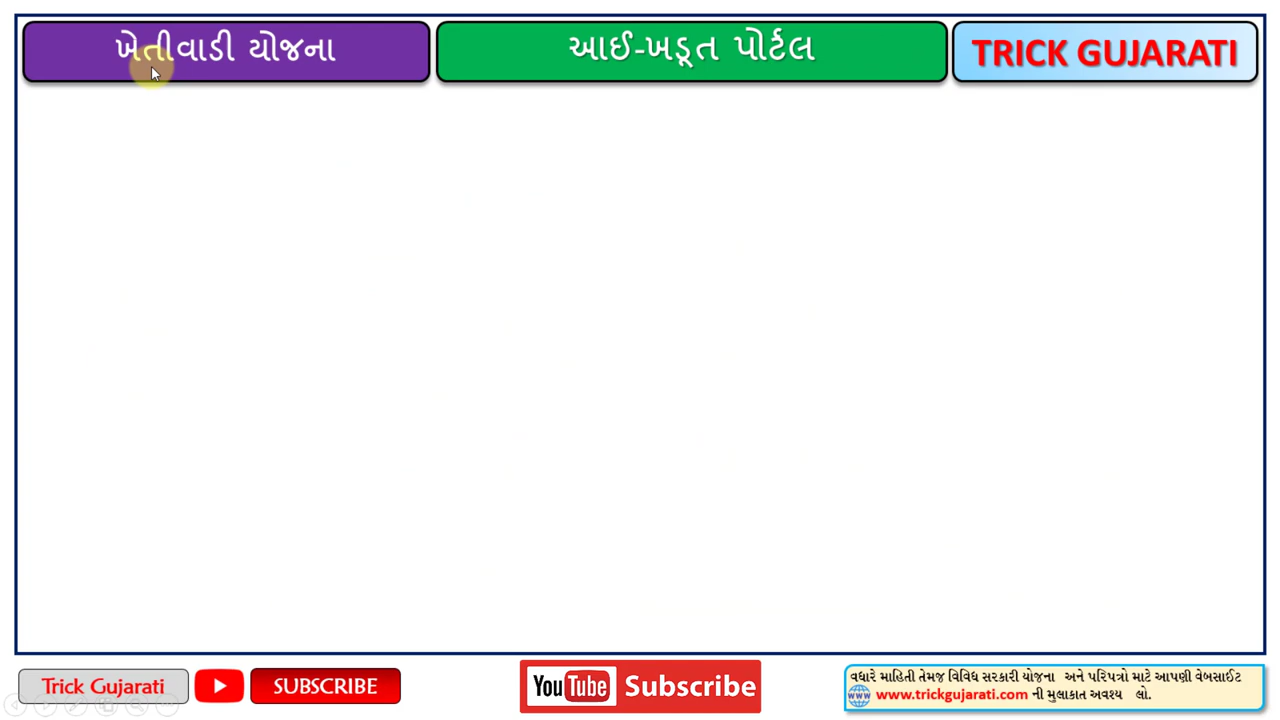 ખેતીવાડી યોજના
આઈ-ખડૂત પોર્ટલ
TRICK GUJARATI
Trick Gujarati
SUBSCRIBE
YouTube Subscribe
વધારે માહિતી તેમજ વિવિધ સરકારી યોજના અને પરિપત્રો માટે આપણી વેબસાઈટ
www.trickgujarati.com ની મુલાકાત અવશ્ય લો.